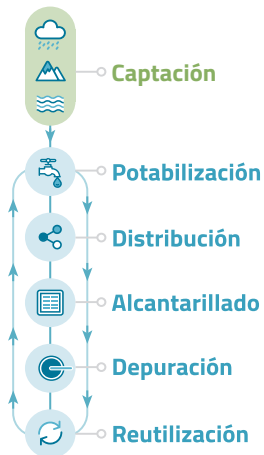 Captación
Potabilización
Distribución
Alcantarillado
Depuración
Reutilización